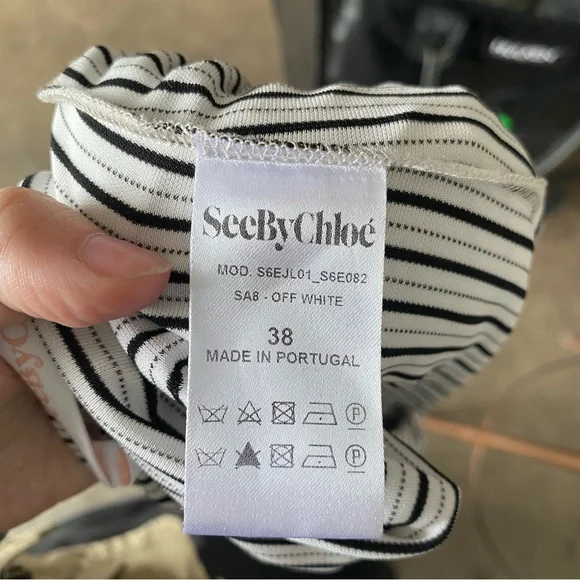 SeeByChloé
MOD. S6EJL01_S6E082
SA8 - OFF WHITE
38
MADE IN PORTUGAL
P
P